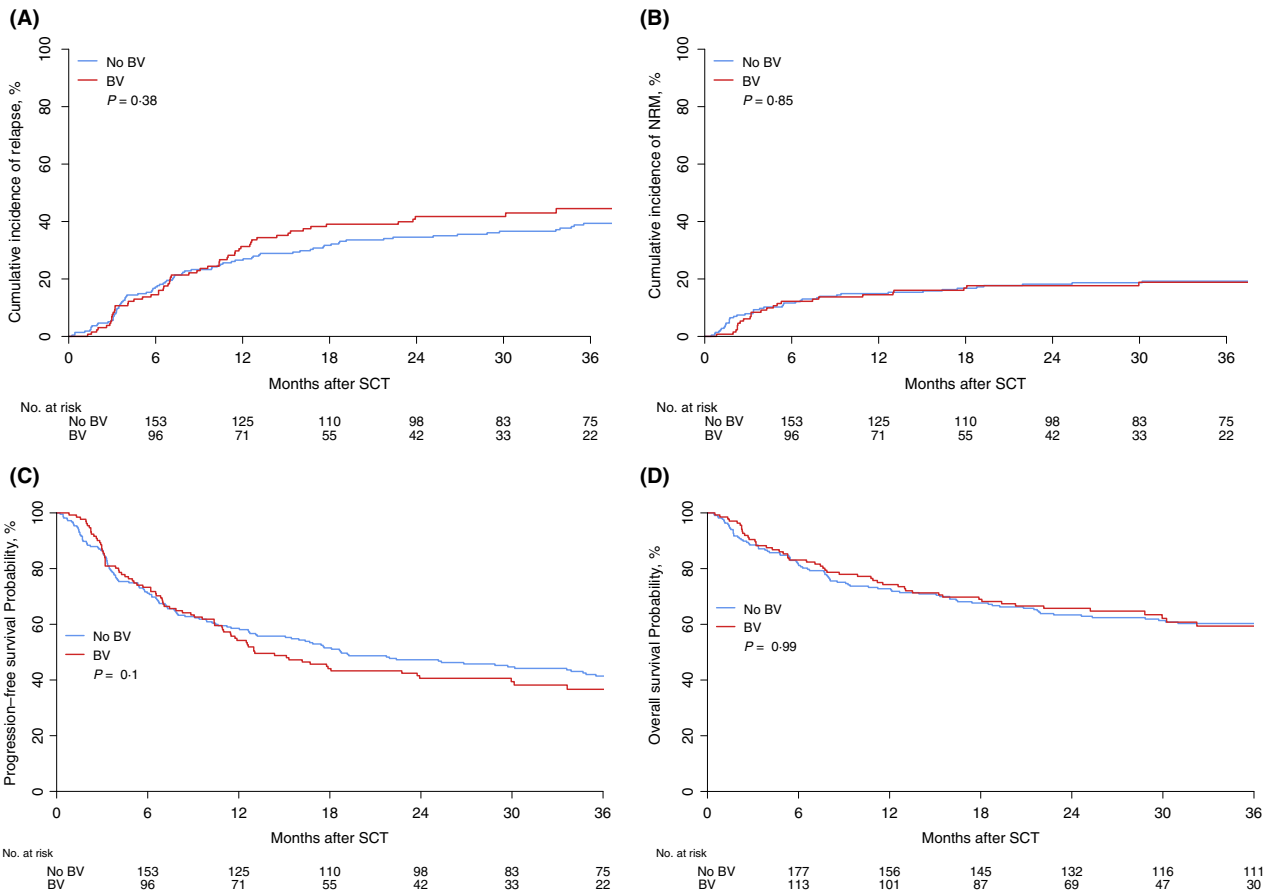 (A)
Cumulative incidence of relapse, %
100
80
60
40
20
0
No BV
BV
P = 0·38
0 6 12 18 24 30 36
Months after SCT
No. at risk
No BV 153 125 110 98 83 75
BV 96 71 55 42 33 22
(B)
Cumulative incidence of NRM, %
100
80
60
40
20
0
No BV
BV
P = 0·85
0 6 12 18 24 30 36
Months after SCT
No. at risk
No BV 153 125 110 98 83 75
BV 96 71 55 42 33 22
(C)
Progression–free survival Probability, %
100
80
60
40
20
0
No BV
BV
P = 0·1
0 6 12 18 24 30 36
Months after SCT
No. at risk
No BV 153 125 110 98 83 75
BV 96 71 55 42 33 22
(D)
Overall survival Probability, %
100
80
60
40
20
0
No BV
BV
P = 0·99
0 6 12 18 24 30 36
Months after SCT
No. at risk
No BV 177 156 145 132 116 111
BV 113 101 87 69 47 30